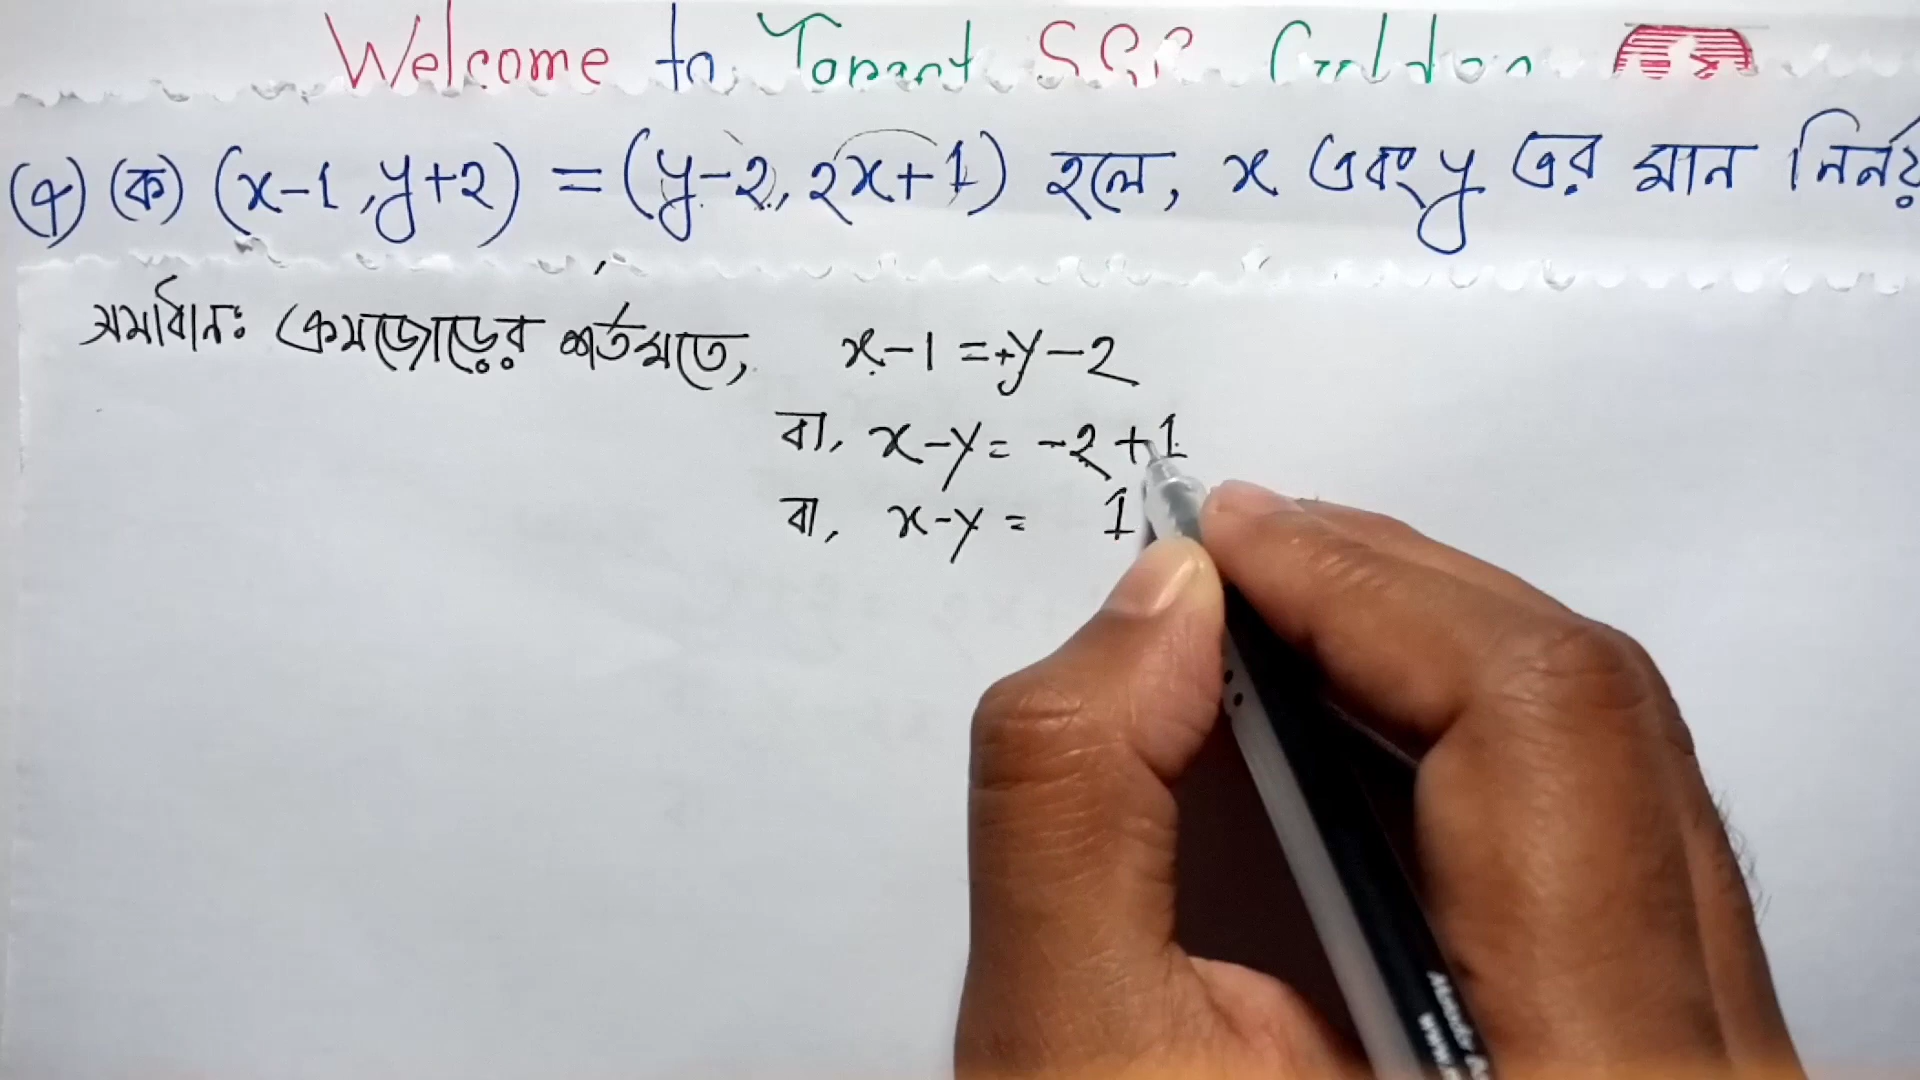 Welcome to
(৭) (ক) (x-1, y+2) = (y-2, 2x+1) হলে, x এবং y এর মান নির্নয়
সমাধানঃ ক্রমজোড়ের শর্তমতে, x-1 = +y-2
বা, x-y = -2+1
বা, x-y = 1